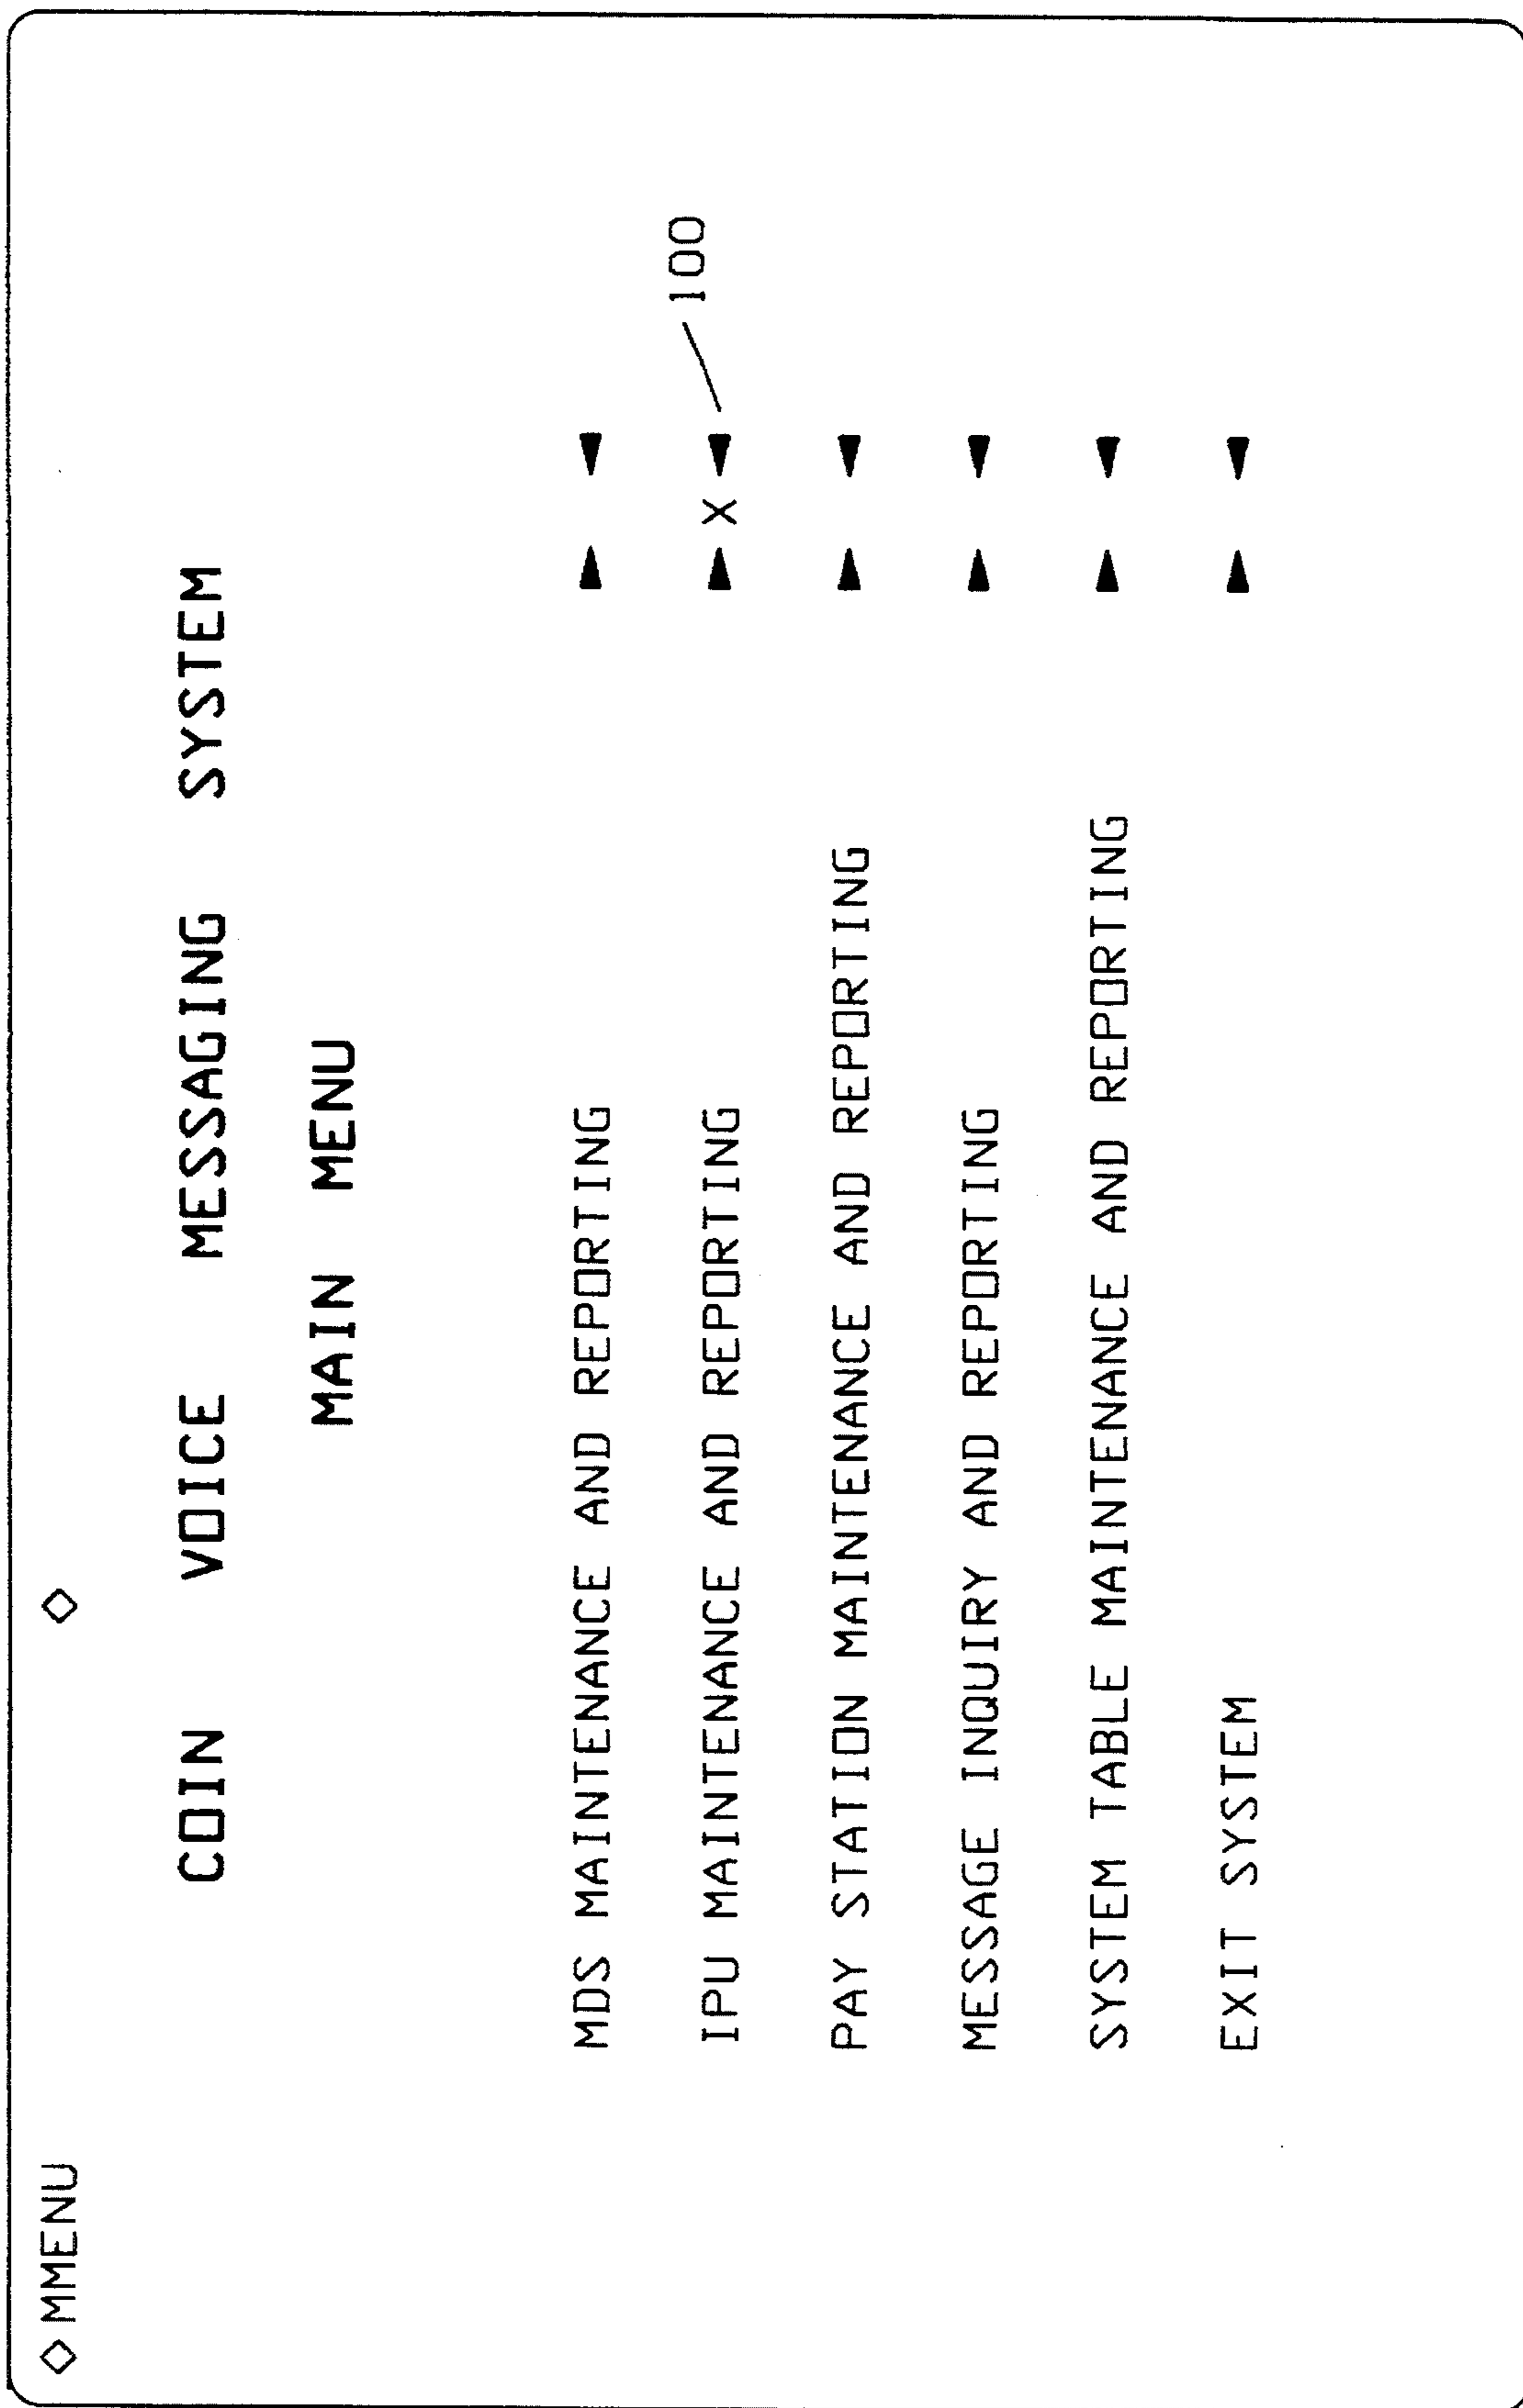 ◇ MMENU ◇
COIN VOICE MESSAGING SYSTEM
MAIN MENU
MDS MAINTENANCE AND REPORTING ▶ ◀
IPU MAINTENANCE AND REPORTING ▶ X ◀ 100
PAY STATION MAINTENANCE AND REPORTING ▶ ◀
MESSAGE INQUIRY AND REPORTING ▶ ◀
SYSTEM TABLE MAINTENANCE AND REPORTING ▶ ◀
EXIT SYSTEM ▶ ◀